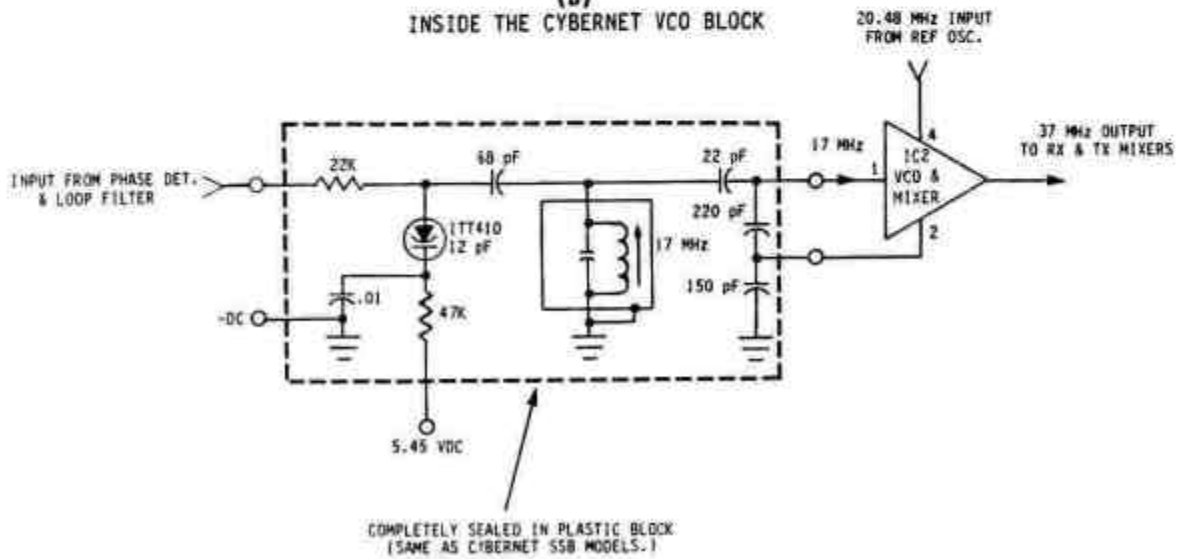 INSIDE THE CYBERNET VCO BLOCK
20.48 MHz INPUT
FROM REF OSC.
INPUT FROM PHASE DET.
& LOOP FILTER
22K
68 pF
22 pF
17 MHz
1
4
IC2
VCO &
MIXER
2
37 MHz OUTPUT
TO RX & TX MIXERS
ITT410
12 pF
17 MHz
220 pF
150 pF
.01
-DC
47K
5.45 VDC
COMPLETELY SEALED IN PLASTIC BLOCK
(SAME AS CYBERNET SSB MODELS.)